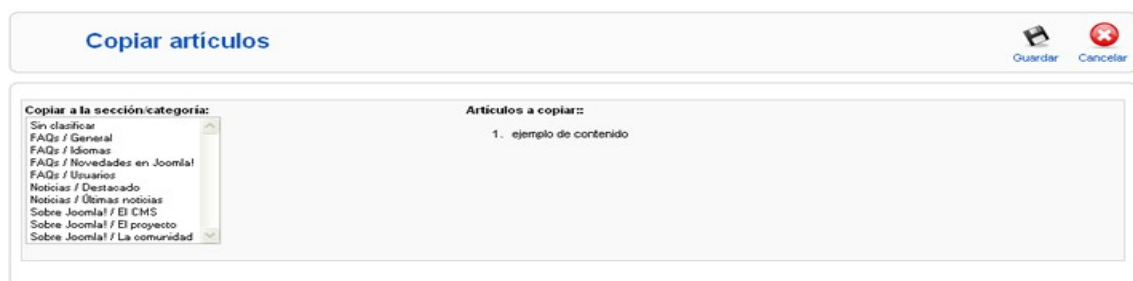 Copiar artículos
Guardar
Cancelar
Copiar a la sección/categoría:
Sin clasificar
FAQs / General
FAQs / Idiomas
FAQs / Novedades en Joomla!
FAQs / Usuarios
Noticias / Destacado
Noticias / Últimas noticias
Sobre Joomla! / El CMS
Sobre Joomla! / El proyecto
Sobre Joomla! / La comunidad
Artículos a copiar::
1. ejemplo de contenido